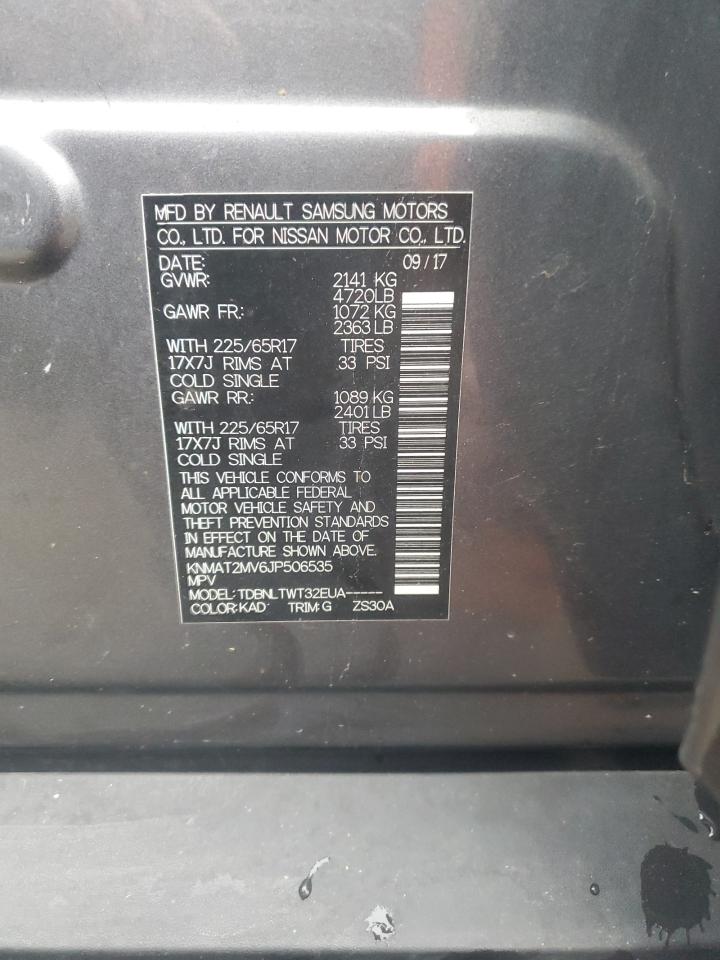 MFD BY RENAULT SAMSUNG MOTORS
CO., LTD. FOR NISSAN MOTOR CO., LTD.
DATE: 09/17
GVWR: 2141 KG
4720LB
GAWR FR.: 1072 KG
2363LB
WITH 225/65R17 TIRES
17X7J RIMS AT 33 PSI
COLD SINGLE
GAWR RR.: 1089 KG
2401LB
WITH 225/65R17 TIRES
17X7J RIMS AT 33 PSI
COLD SINGLE
THIS VEHICLE CONFORMS TO
ALL APPLICABLE FEDERAL
MOTOR VEHICLE SAFETY AND
THEFT PREVENTION STANDARDS
IN EFFECT ON THE DATE OF
MANUFACTURE SHOWN ABOVE.
KNMAT2MV6JP506535
MPV
MODEL:TDBNLTWT32EUA-----
COLOR:KAD TRIM:G ZS30A